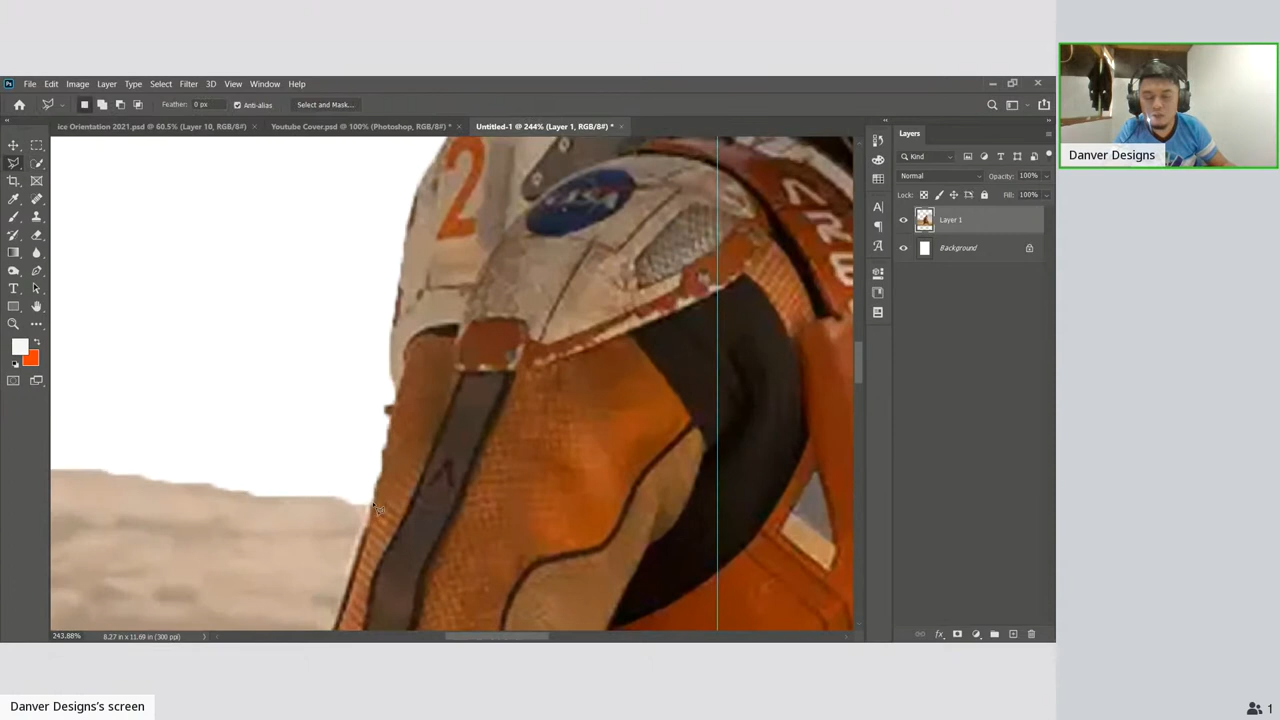 Ps File Edit Image Layer Type Select Filter 3D View Window Help
Feather: 0 px Anti-alias Select and Mask...
ice Orientation 2021.psd @ 60.5% (Layer 10, RGB/8#) × Youtube Cover.psd @ 100% (Photoshop, RGB/8#) * × Untitled-1 @ 244% (Layer 1, RGB/8#) * ×
Layers
Kind
Normal Opacity: 100%
Lock: Fill: 100%
Layer 1
Background
2
NASA
243.88% 8.27 in x 11.69 in (300 ppi)
Danver Designs
Danver Designs's screen
1